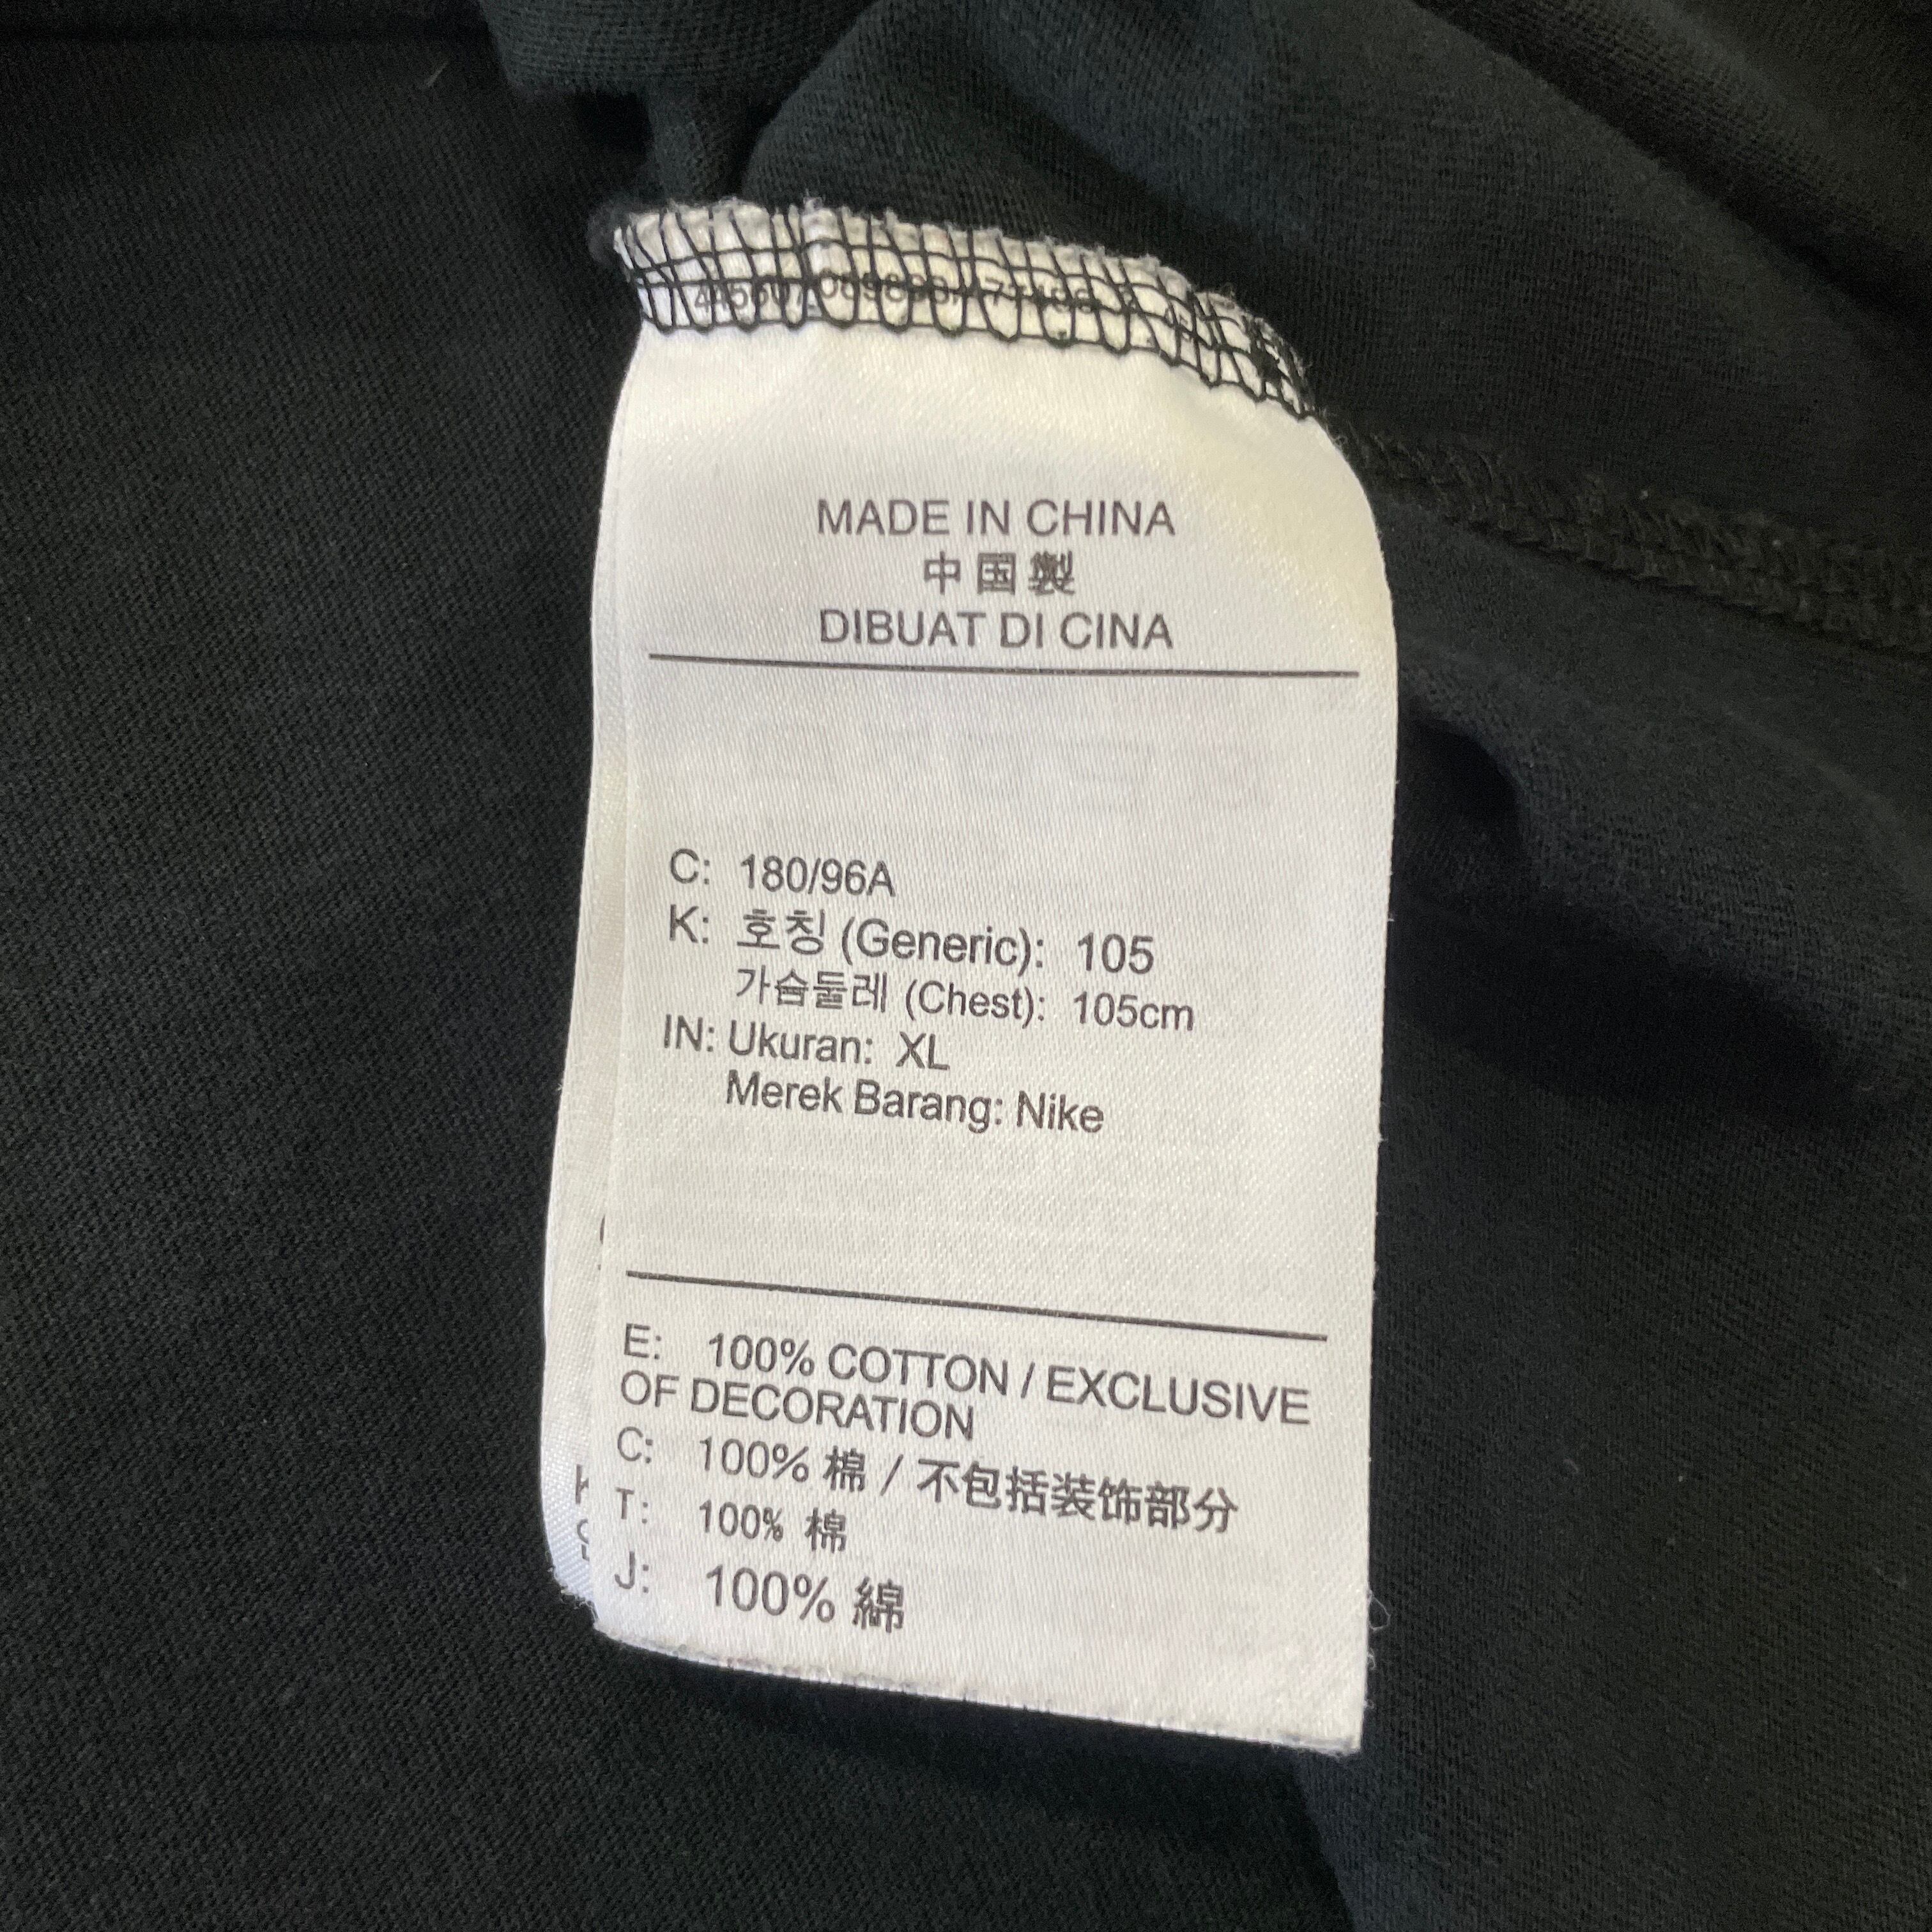 MADE IN CHINA
中国製
DIBUAT DI CINA
C: 180/96A
K: 호칭 (Generic): 105
가슴둘레 (Chest): 105cm
IN: Ukuran: XL
Merek Barang: Nike
E: 100% COTTON / EXCLUSIVE
OF DECORATION
C: 100% 棉 / 不包括装饰部分
T: 100% 棉
J: 100% 綿